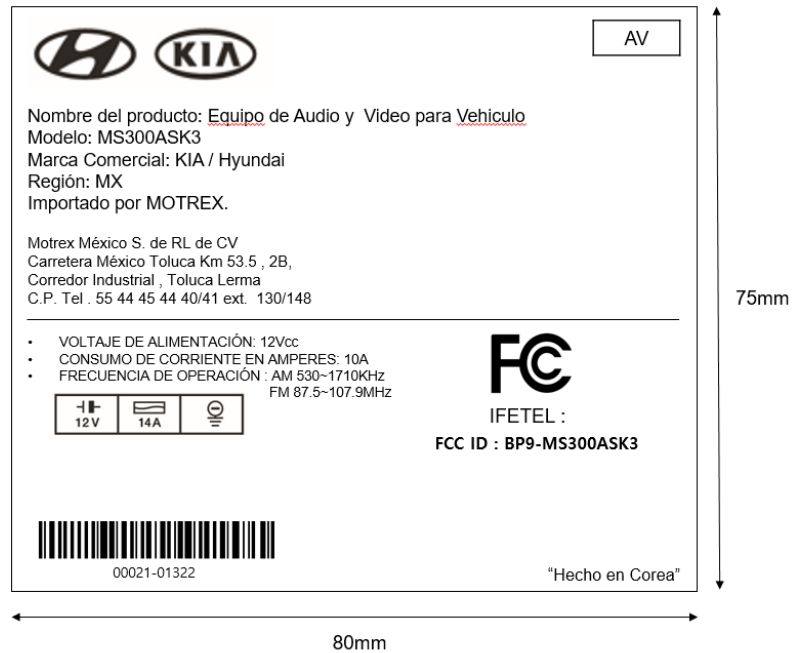 KIA
AV
Nombre del producto: Equipo de Audio y Video para Vehiculo
Modelo: MS300ASK3
Marca Comercial: KIA / Hyundai
Región: MX
Importado por MOTREX.
Motrex México S. de RL de CV
Carretera México Toluca Km 53.5 , 2B,
Corredor Industrial , Toluca Lerma
C.P. Tel . 55 44 45 44 40/41 ext. 130/148
• VOLTAJE DE ALIMENTACIÓN: 12Vcc
• CONSUMO DE CORRIENTE EN AMPERES: 10A
• FRECUENCIA DE OPERACIÓN : AM 530~1710KHz
FM 87.5~107.9MHz
12V 14A
FC
IFETEL :
FCC ID : BP9-MS300ASK3
00021-01322
“Hecho en Corea”
75mm
80mm